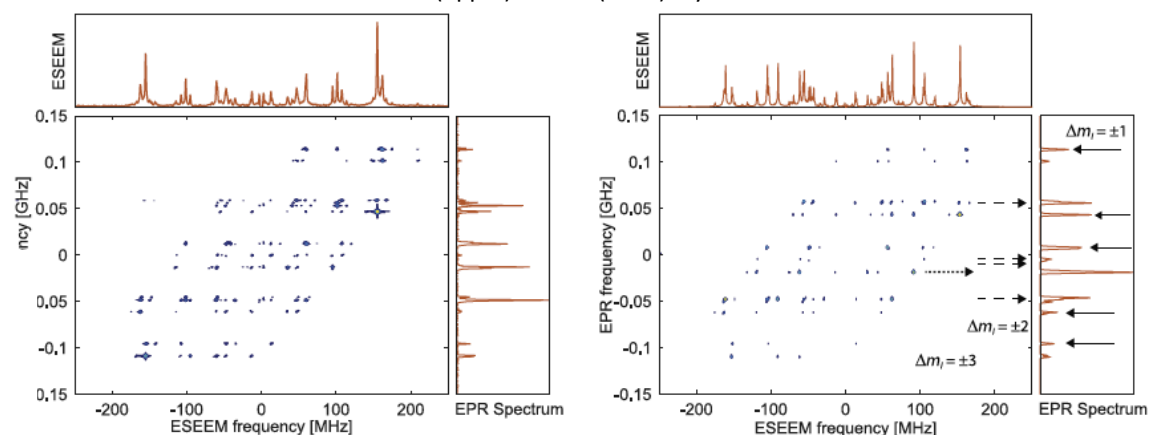 ESEEM
ESEEM
0.15
0.1
0.05
0
0.05
-0.1
0.15
ncy [GHz]
-200 -100 0 100 200
ESEEM frequency [MHz]
EPR Spectrum
0.15
0.1
0.05
0
-0.05
-0.1
0.15
EPR frequency [GHz]
Δm_I = ±1
Δm_I = ±2
Δm_I = ±3
-200 -100 0 100 200
ESEEM frequency [MHz]
EPR Spectrum